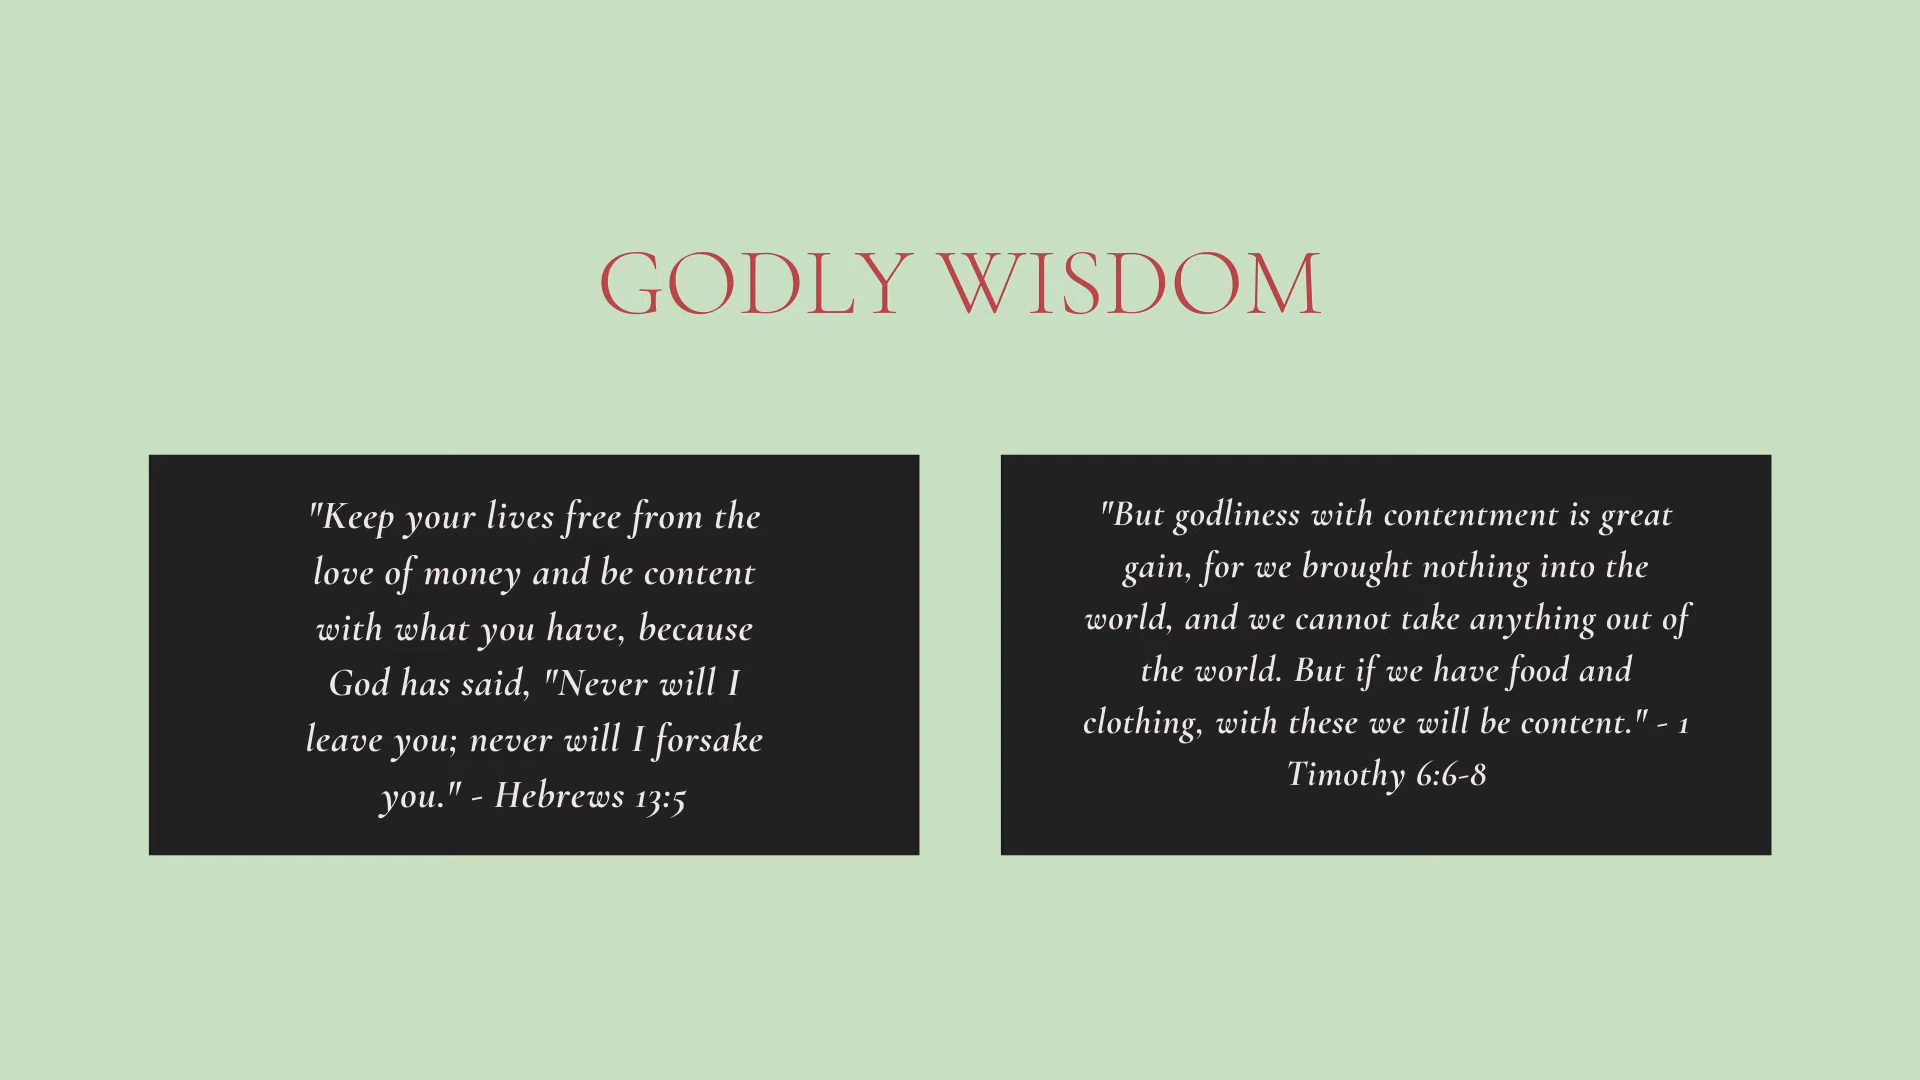 GODLY WISDOM
"Keep your lives free from the
love of money and be content
with what you have, because
God has said, "Never will I
leave you; never will I forsake
you." - Hebrews 13:5
"But godliness with contentment is great
gain, for we brought nothing into the
world, and we cannot take anything out of
the world. But if we have food and
clothing, with these we will be content." - 1
Timothy 6:6-8